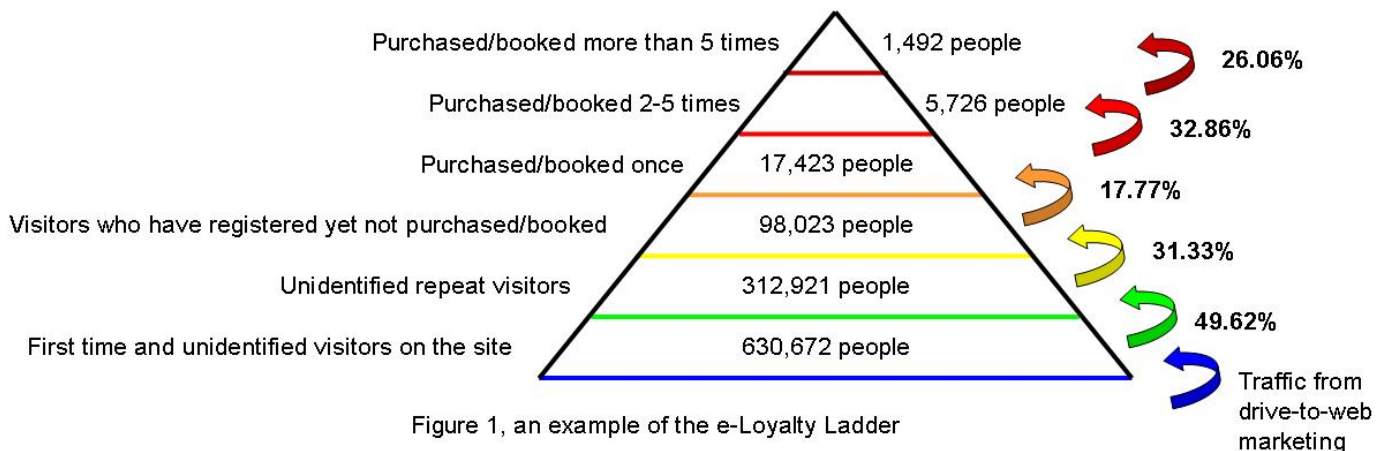 Purchased/booked more than 5 times 1,492 people
26.06%
Purchased/booked 2-5 times 5,726 people
32.86%
Purchased/booked once 17,423 people
17.77%
Visitors who have registered yet not purchased/booked 98,023 people
31.33%
Unidentified repeat visitors 312,921 people
49.62%
First time and unidentified visitors on the site 630,672 people
Traffic from
drive-to-web
marketing
Figure 1, an example of the e-Loyalty Ladder